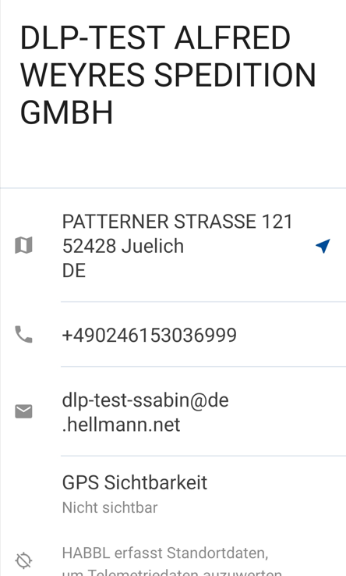 DLP-TEST ALFRED
WEYRES SPEDITION
GMBH
PATTERNER STRASSE 121
52428 Juelich
DE
+490246153036999
dlp-test-ssabin@de
.hellmann.net
GPS Sichtbarkeit
Nicht sichtbar
HABBL erfasst Standortdaten,
um Telemetriedaten auszuwerten